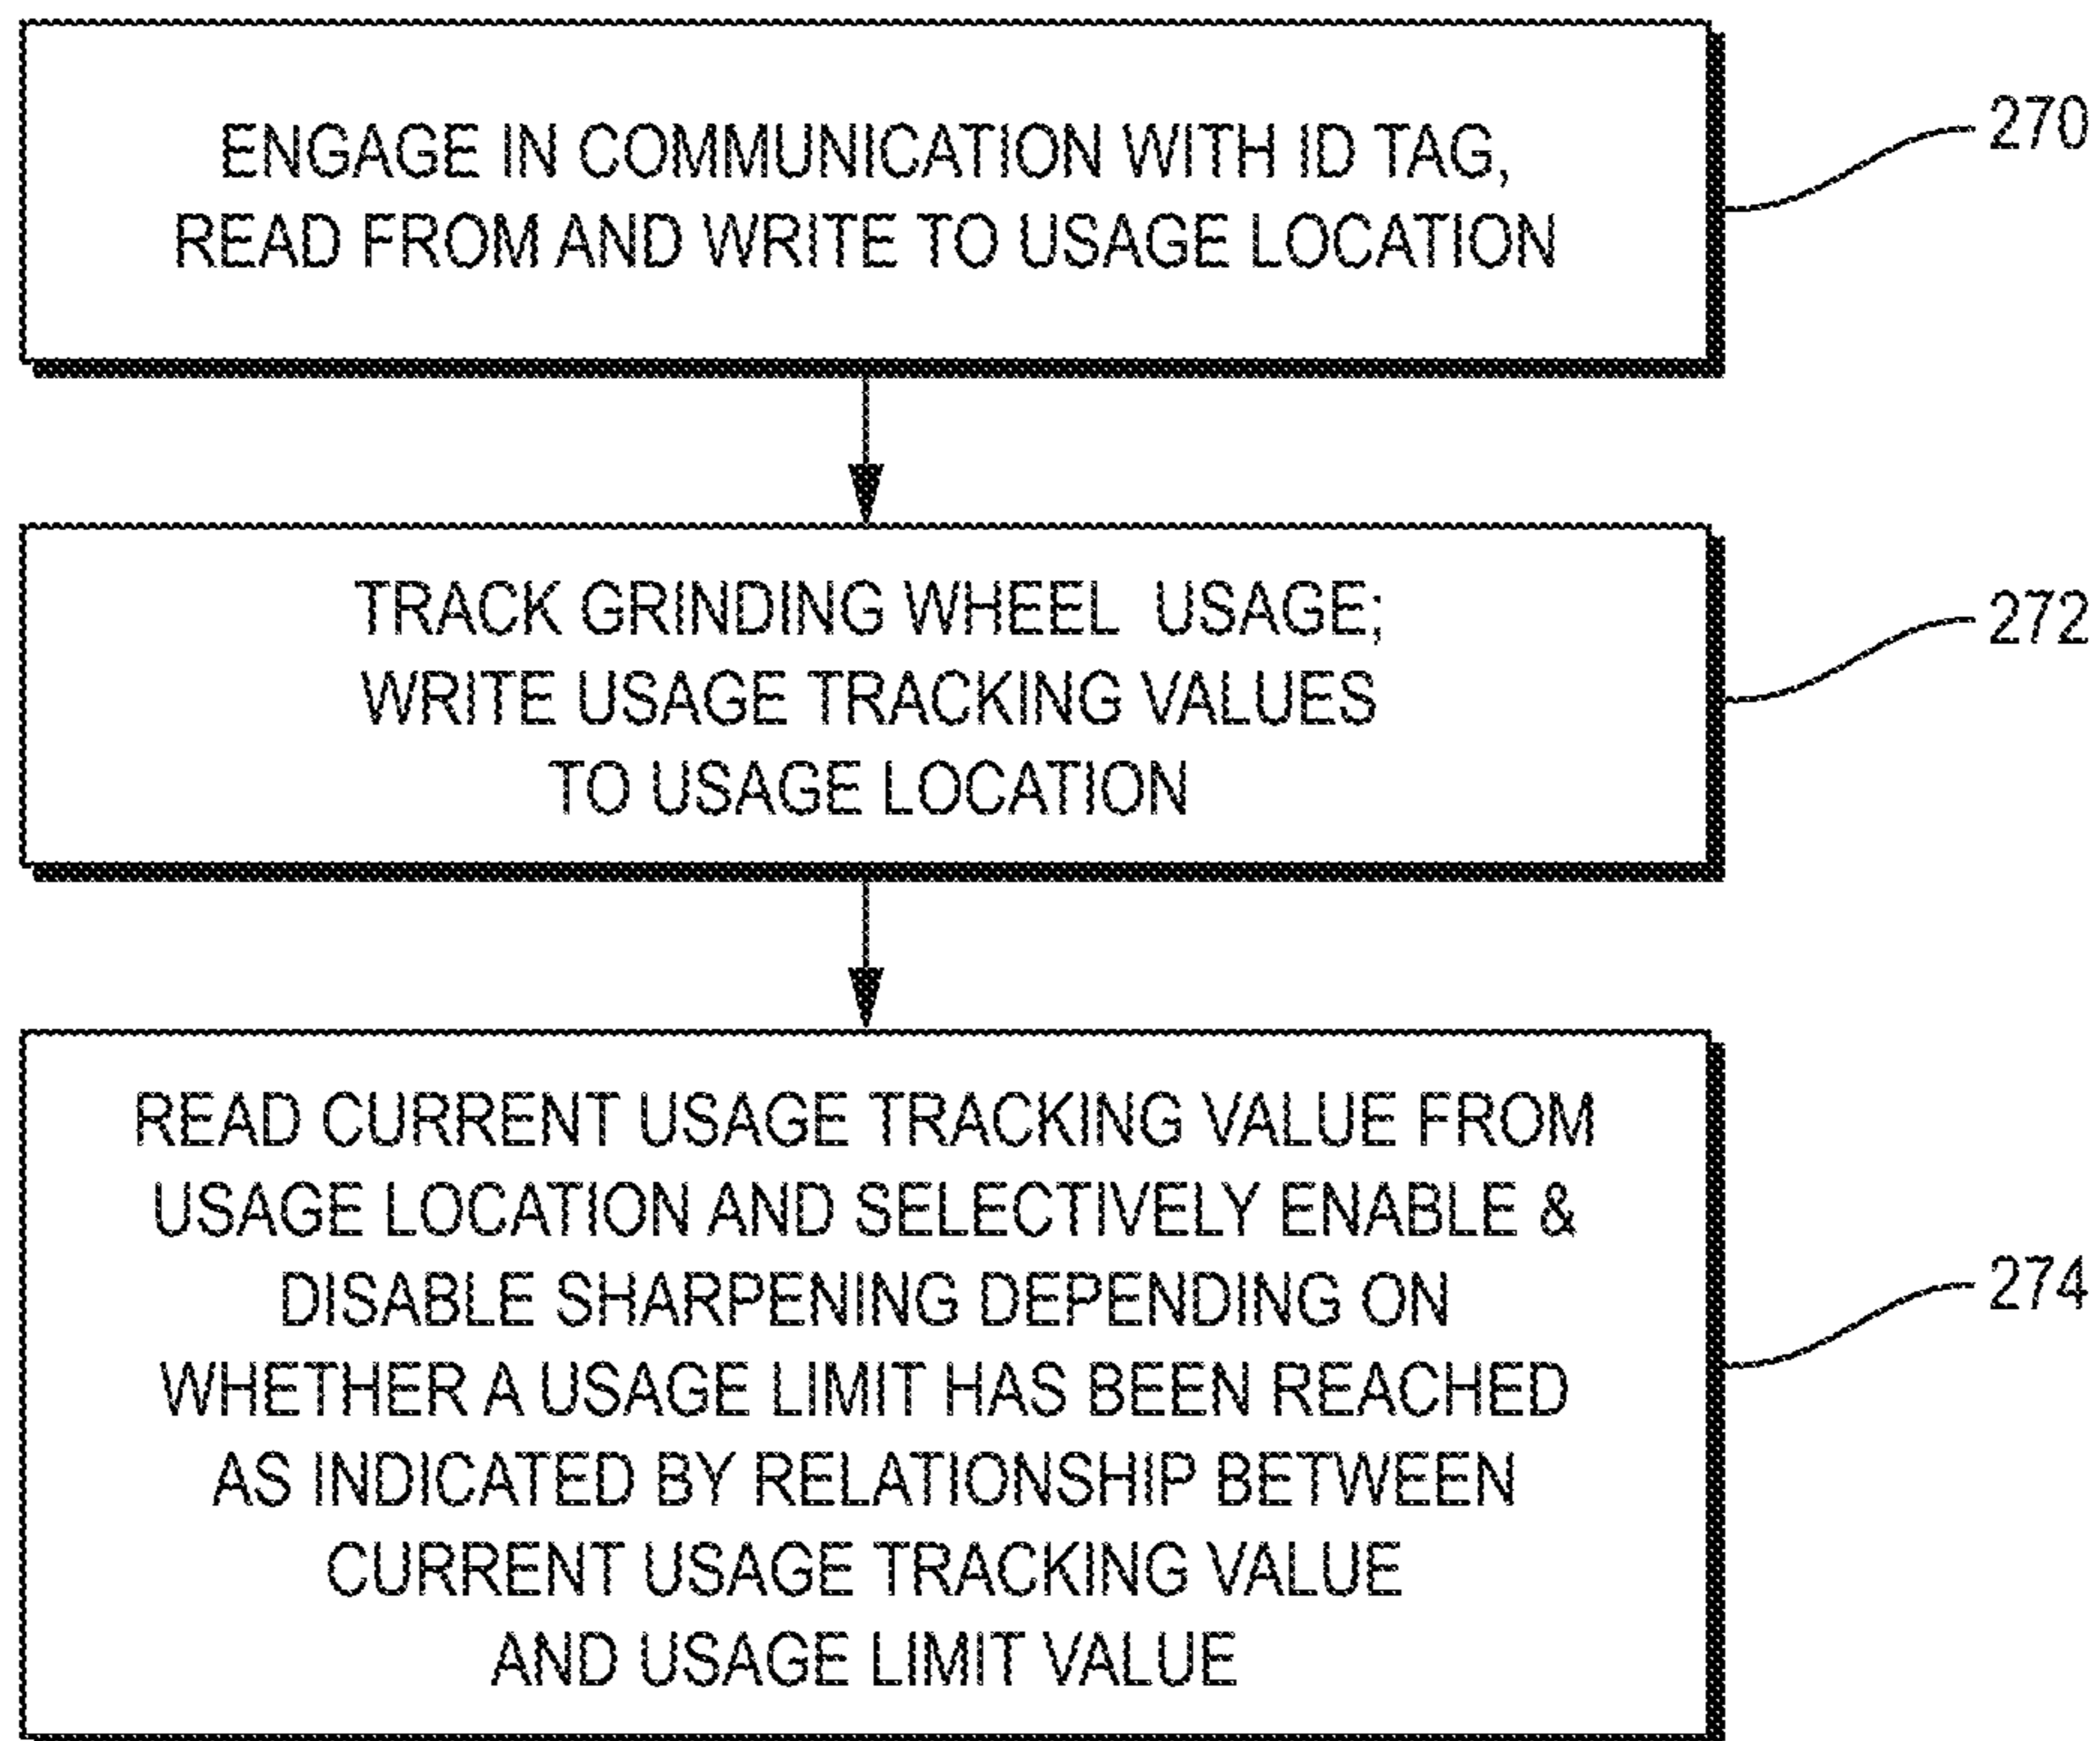 ENGAGE IN COMMUNICATION WITH ID TAG,
READ FROM AND WRITE TO USAGE LOCATION
270
TRACK GRINDING WHEEL USAGE;
WRITE USAGE TRACKING VALUES
TO USAGE LOCATION
272
READ CURRENT USAGE TRACKING VALUE FROM
USAGE LOCATION AND SELECTIVELY ENABLE &
DISABLE SHARPENING DEPENDING ON
WHETHER A USAGE LIMIT HAS BEEN REACHED
AS INDICATED BY RELATIONSHIP BETWEEN
CURRENT USAGE TRACKING VALUE
AND USAGE LIMIT VALUE
274